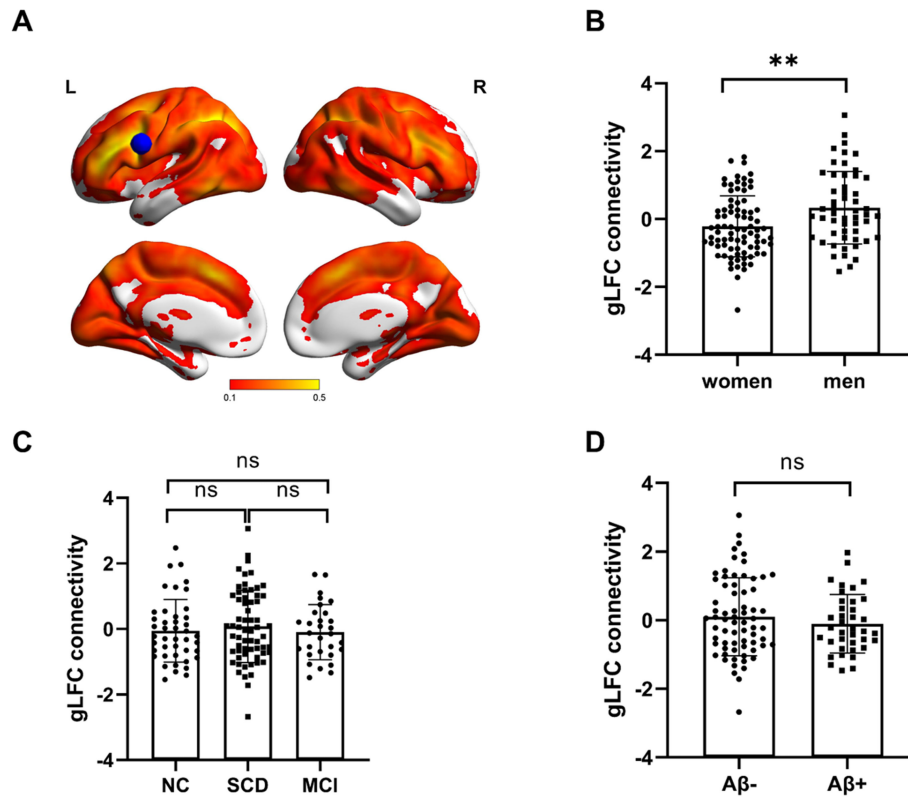 A
L
R
0.1
0.5
B
**
gLFC connectivity
4
2
0
-2
-4
women
men
C
ns
ns
ns
gLFC connectivity
4
2
0
-2
-4
NC
SCD
MCI
D
ns
gLFC connectivity
4
2
0
-2
-4
Aβ-
Aβ+